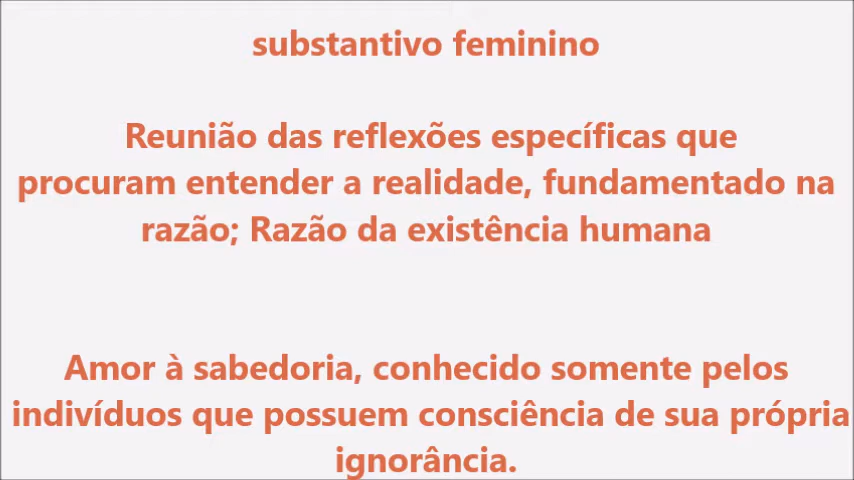 substantivo feminino
Reunião das reflexões específicas que
procuram entender a realidade, fundamentado na
razão; Razão da existência humana
Amor à sabedoria, conhecido somente pelos
indivíduos que possuem consciência de sua própria
ignorância.